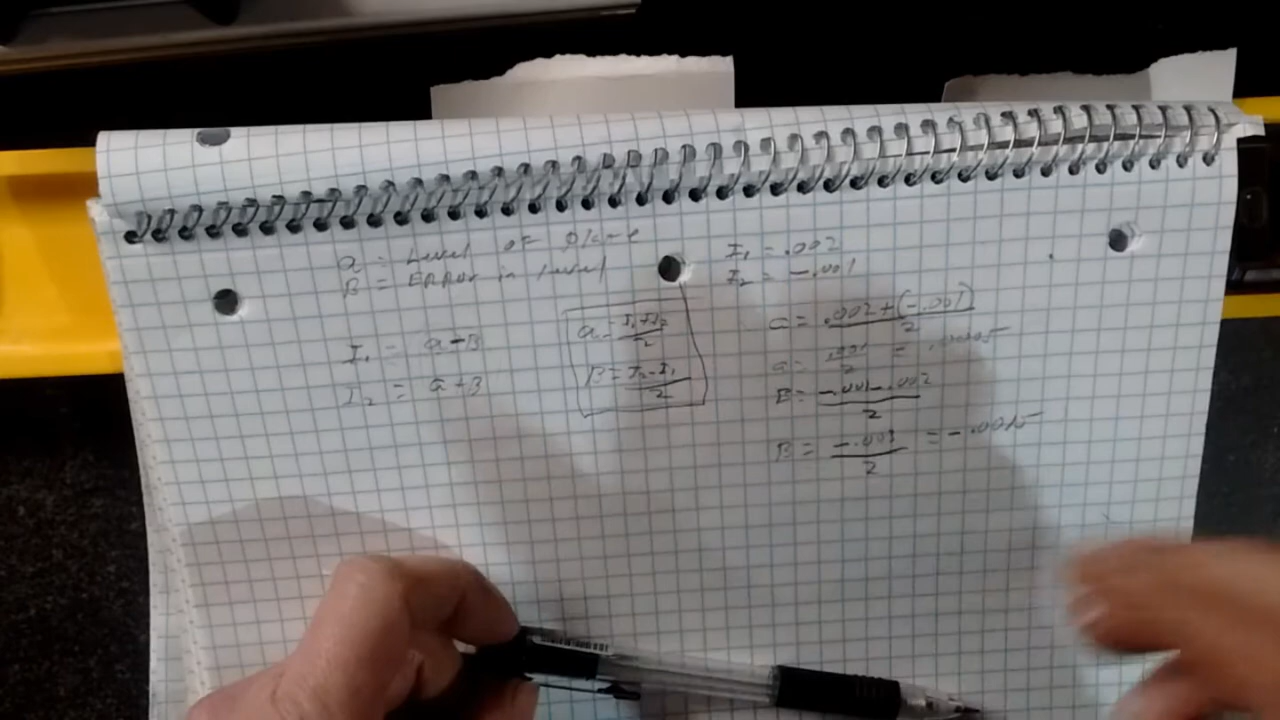 a = Level of plate
B = ERROR in level
I₁ = a-B
I₂ = a+B
a = I₁+I₂/2
B = I₂-I₁/2
I₁ = .002
I₂ = -.001
a = .002+(-.001)/2
a = .001/2 = .0005
B = -.001-.002/2
B = -.003/2 = -.0015